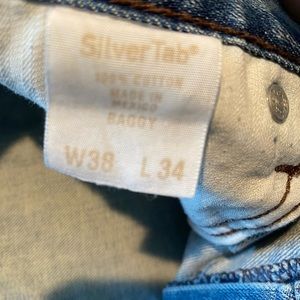 SilverTab®
100% COTTON
MADE IN
MEXICO
BAGGY
W38 L 34